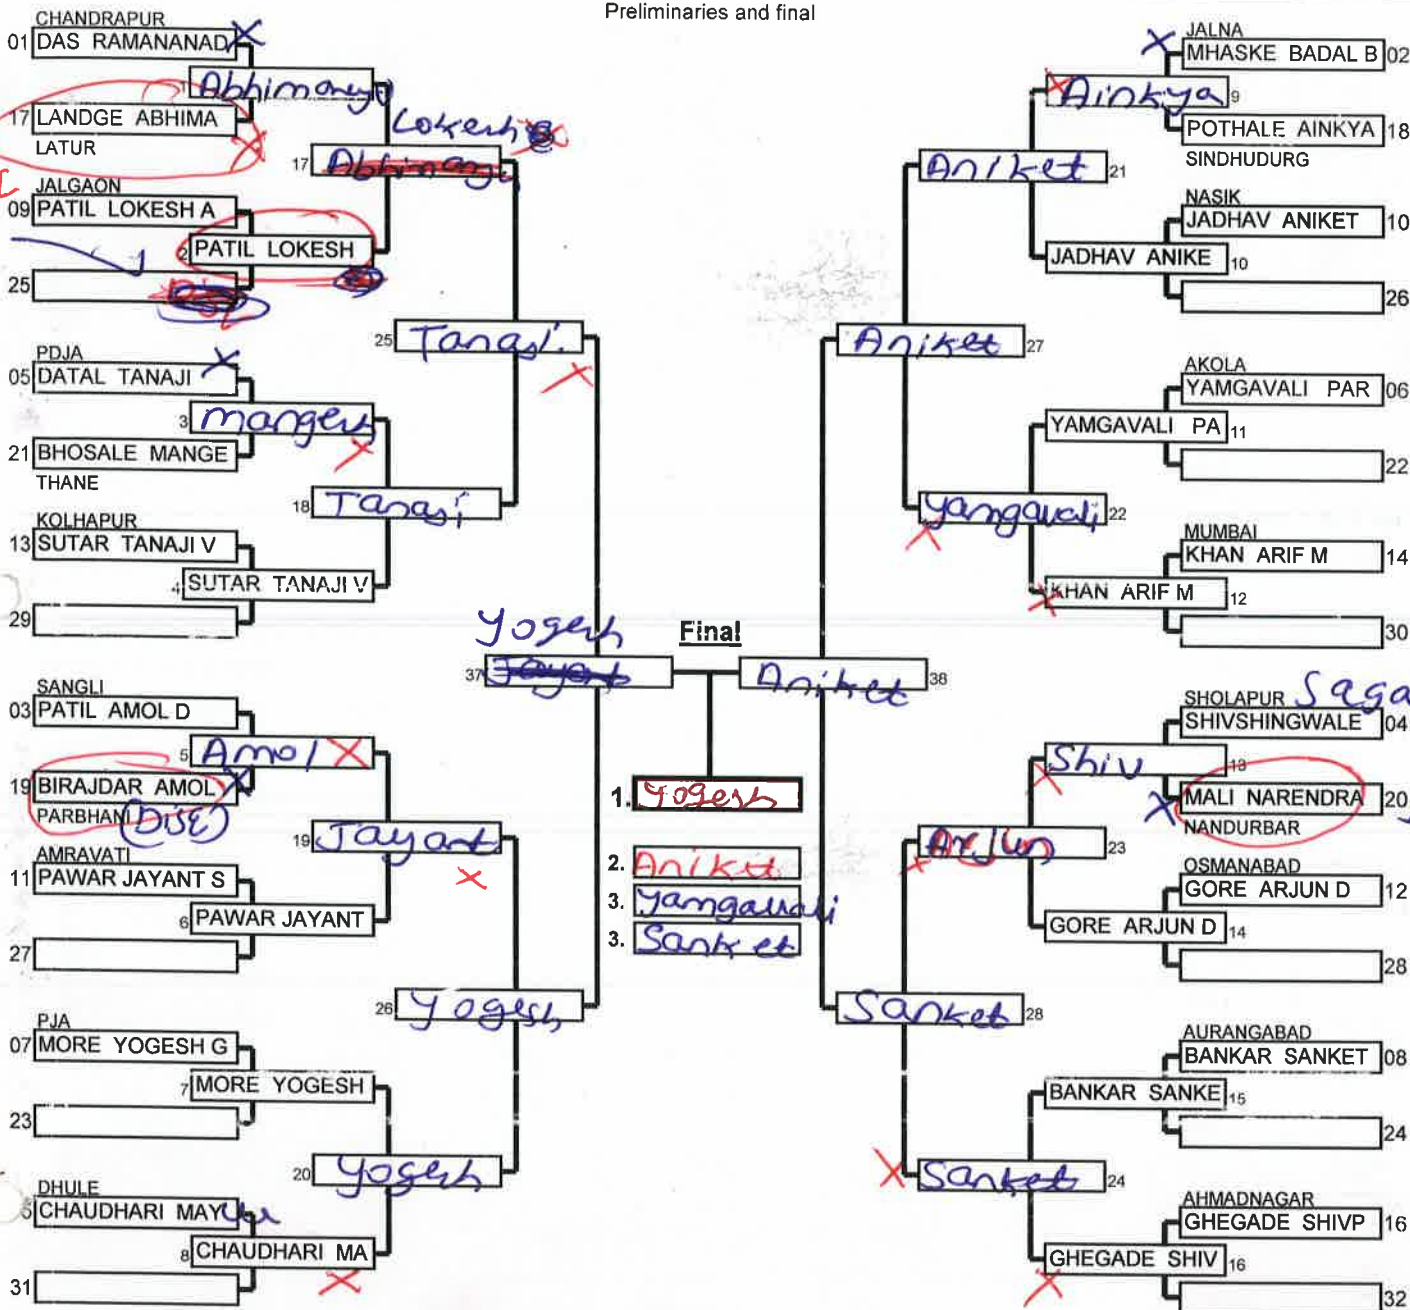 Preliminaries and final
CHANDRAPUR
01 DAS RAMANANAD
1 Abhimaney
17 LANDGE ABHIMA
LATUR
Lokesh
17 Abhimanyu
JALGAON
09 PATIL LOKESH A
2 PATIL LOKESH
25
25 Tanaji
PDJA
05 DATAL TANAJI
3 mangesh
21 BHOSALE MANGE
THANE
18 Tanaji
KOLHAPUR
13 SUTAR TANAJI V
4 SUTAR TANAJI V
29
Yogesh
37 Jayant
SANGLI
03 PATIL AMOL D
5 Amol
19 BIRAJDAR AMOL
PARBHANI
19 Jayant
AMRAVATI
11 PAWAR JAYANT S
6 PAWAR JAYANT
27
26 Yogesh
PJA
07 MORE YOGESH G
7 MORE YOGESH
23
20 Yogesh
DHULE
5 CHAUDHARI MAY
8 CHAUDHARI MA
31
Final
1. Yogesh
2. Aniket
3. Yamgavali
3. Sanket
JALNA
MHASKE BADAL B 02
Ainkya 9
POTHALE AINKYA 18
SINDHUDURG
Aniket 21
NASIK
JADHAV ANIKET 10
JADHAV ANIKE 10
26
Aniket 27
AKOLA
YAMGAVALI PAR 06
YAMGAVALI PA 11
22
Yamgavali 22
MUMBAI
KHAN ARIF M 14
KHAN ARIF M 12
30
Aniket 38
SHOLAPUR Saga
SHIVSHINGWALE 04
Shiv 13
MALI NARENDRA 20
NANDURBAR
Arjun 23
OSMANABAD
GORE ARJUN D 12
GORE ARJUN D 14
28
Sanket 28
AURANGABAD
BANKAR SANKET 08
BANKAR SANKE 15
24
Sanket 24
AHMADNAGAR
GHEGADE SHIVP 16
GHEGADE SHIV 16
32